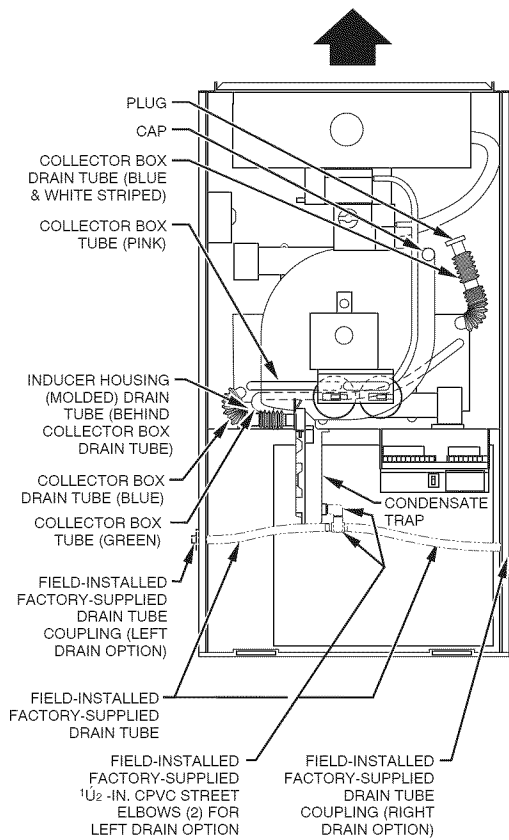 PLUG
CAP
COLLECTOR BOX
DRAIN TUBE (BLUE
& WHITE STRIPED)
COLLECTOR BOX
TUBE (PINK)
INDUCER HOUSING
(MOLDED) DRAIN
TUBE (BEHIND
COLLECTOR BOX
DRAIN TUBE)
COLLECTOR BOX
DRAIN TUBE (BLUE)
COLLECTOR BOX
TUBE (GREEN)
CONDENSATE
TRAP
FIELD-INSTALLED
FACTORY-SUPPLIED
DRAIN TUBE
COUPLING (LEFT
DRAIN OPTION)
FIELD-INSTALLED
FACTORY-SUPPLIED
DRAIN TUBE
FIELD-INSTALLED
FACTORY-SUPPLIED
1Ú2 -IN. CPVC STREET
ELBOWS (2) FOR
LEFT DRAIN OPTION
FIELD-INSTALLED
FACTORY-SUPPLIED
DRAIN TUBE
COUPLING (RIGHT
DRAIN OPTION)